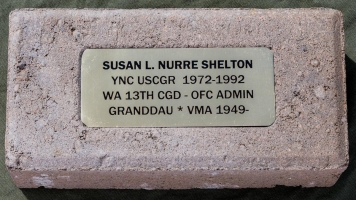 SUSAN L. NURRE SHELTON
YNC USCGR 1972-1992
WA 13TH CGD - OFC ADMIN
GRANDDAU * VMA 1949-